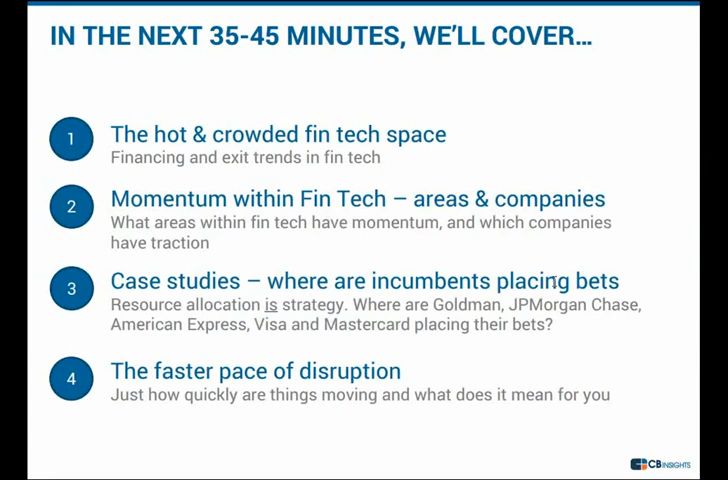 IN THE NEXT 35-45 MINUTES, WE'LL COVER…
1
The hot & crowded fin tech space
Financing and exit trends in fin tech
2
Momentum within Fin Tech – areas & companies
What areas within fin tech have momentum, and which companies
have traction
3
Case studies – where are incumbents placing bets
Resource allocation is strategy. Where are Goldman, JPMorgan Chase,
American Express, Visa and Mastercard placing their bets?
4
The faster pace of disruption
Just how quickly are things moving and what does it mean for you
CBINSIGHTS